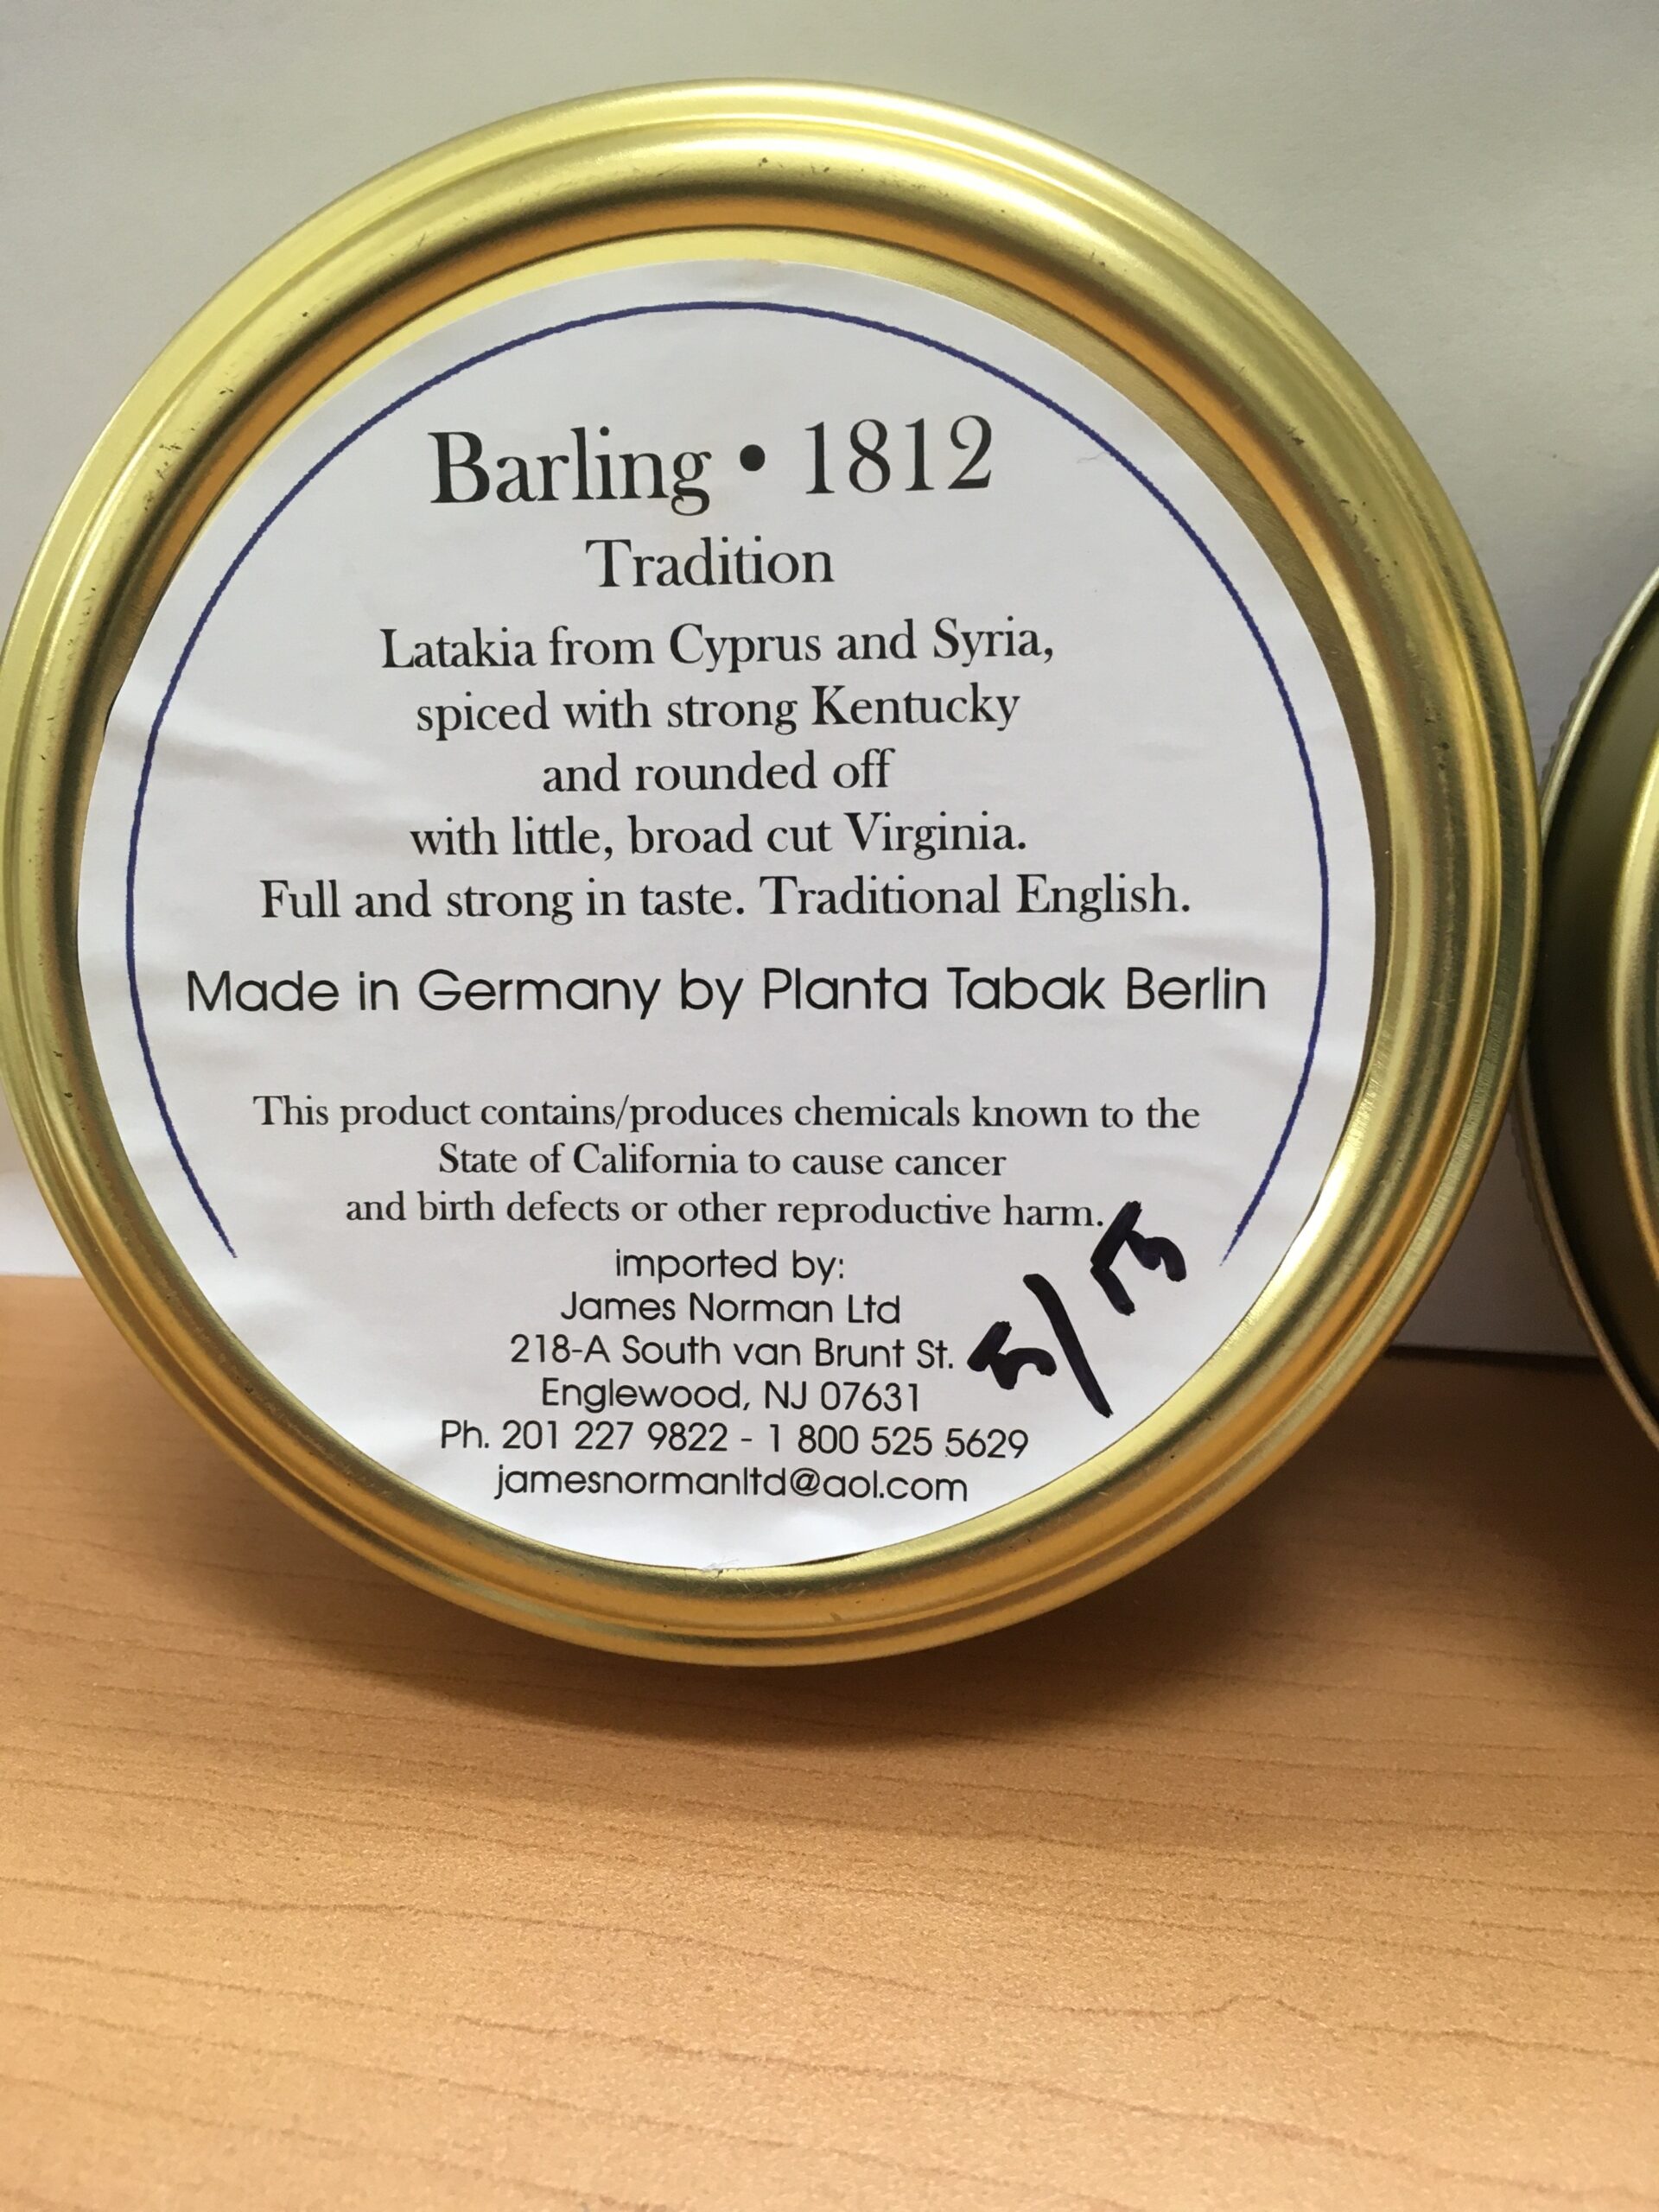 Barling • 1812
Tradition
Latakia from Cyprus and Syria,
spiced with strong Kentucky
and rounded off
with little, broad cut Virginia.
Full and strong in taste. Traditional English.
Made in Germany by Planta Tabak Berlin
This product contains/produces chemicals known to the
State of California to cause cancer
and birth defects or other reproductive harm.
imported by:
James Norman Ltd
218-A South van Brunt St.
Englewood, NJ 07631
Ph. 201 227 9822 - 1 800 525 5629
jamesnormanltd@aol.com
5/15